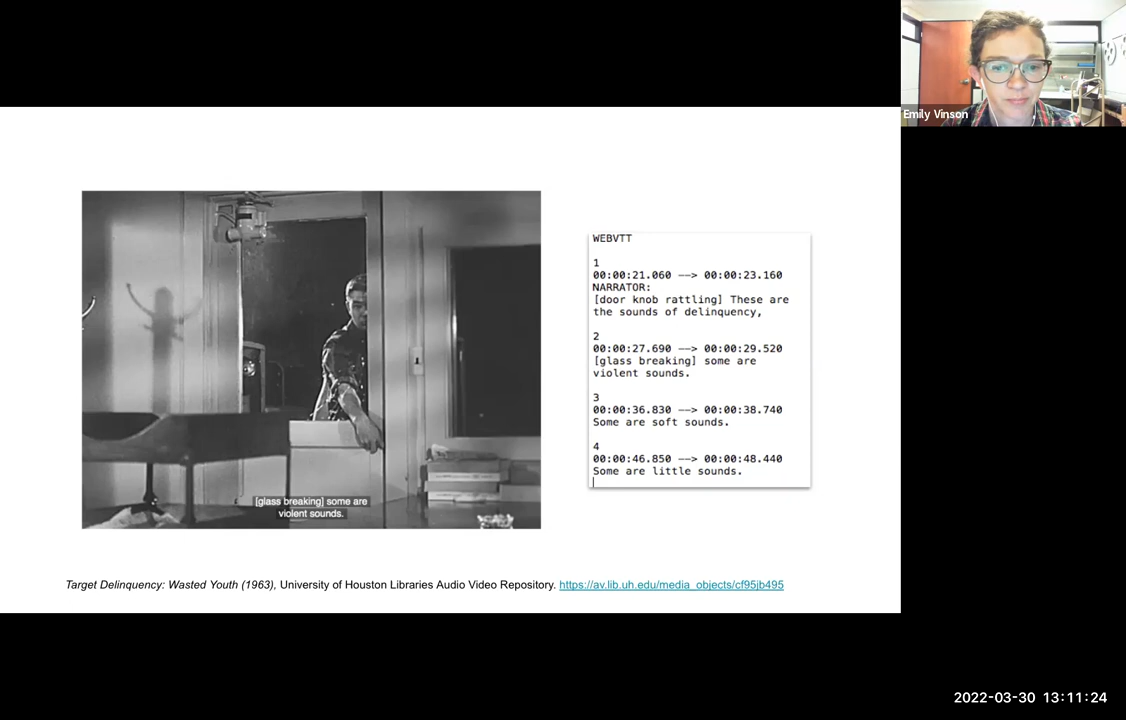 Emily Vinson
WEBVTT
1
00:00:21.060 --> 00:00:23.160
NARRATOR:
[door knob rattling] These are
the sounds of delinquency,
2
00:00:27.690 --> 00:00:29.520
[glass breaking] some are
violent sounds.
3
00:00:36.830 --> 00:00:38.740
Some are soft sounds.
4
00:00:46.850 --> 00:00:48.440
Some are little sounds.
[glass breaking] some are
violent sounds.
Target Delinquency: Wasted Youth (1963), University of Houston Libraries Audio Video Repository. https://av.lib.uh.edu/media_objects/cf95jb495
2022-03-30 13:11:24